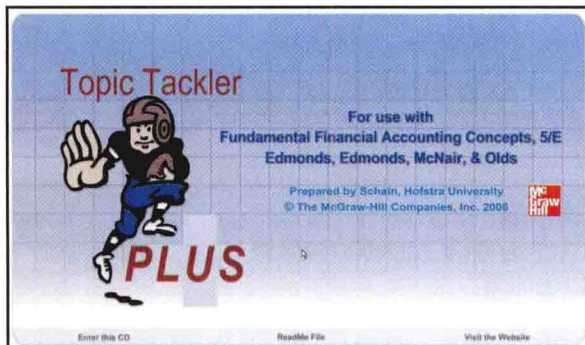 Topic Tackler
PLUS
For use with
Fundamental Financial Accounting Concepts, 5/E
Edmonds, Edmonds, McNair, & Olds
Prepared by Schain, Hofstra University
© The McGraw-Hill Companies, Inc. 2006
Mc
Graw
Hill
Enter this CD
ReadMe File
Visit the Website